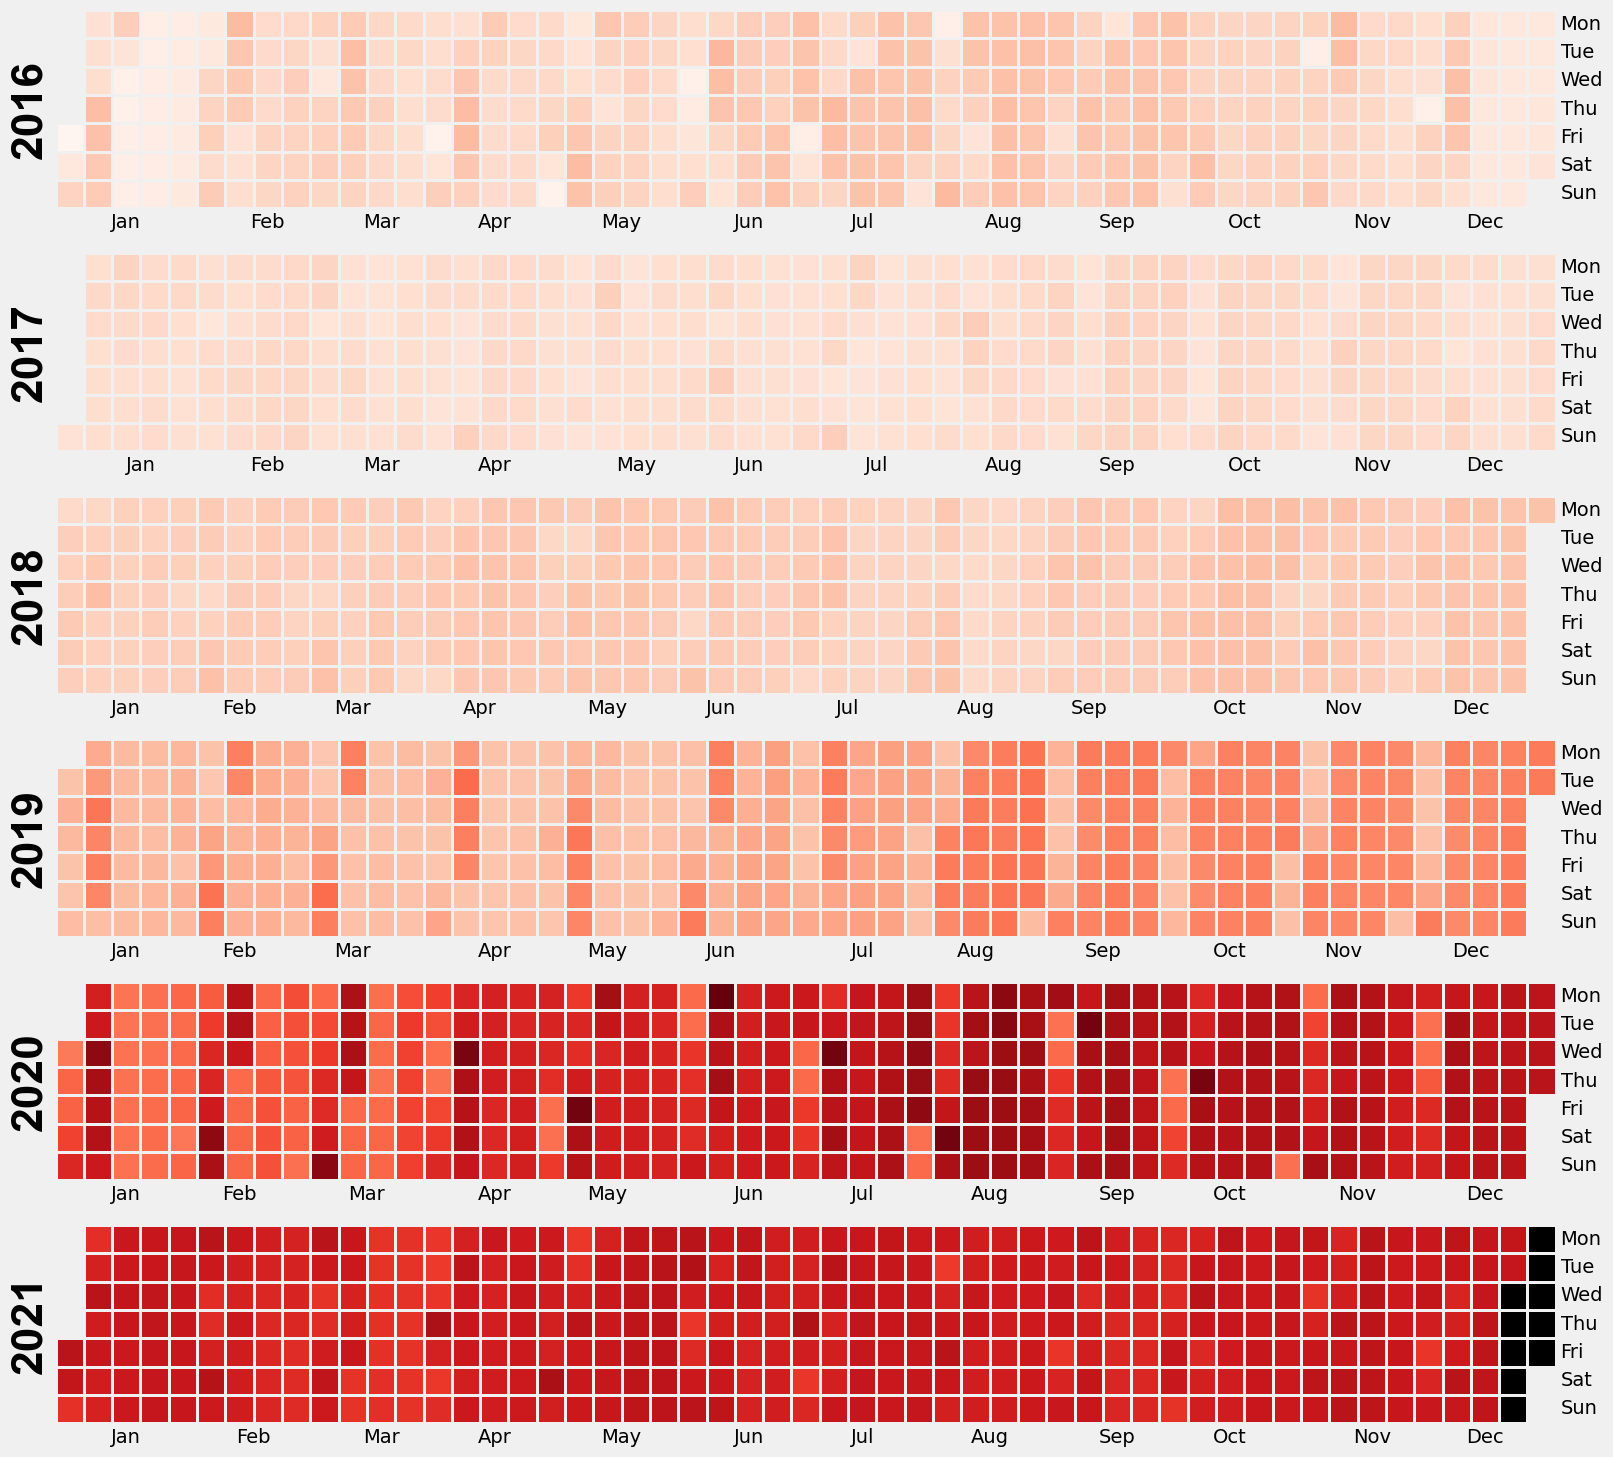 2016
Mon
Tue
Wed
Thu
Fri
Sat
Sun
Jan Feb Mar Apr May Jun Jul Aug Sep Oct Nov Dec
2017
Mon
Tue
Wed
Thu
Fri
Sat
Sun
Jan Feb Mar Apr May Jun Jul Aug Sep Oct Nov Dec
2018
Mon
Tue
Wed
Thu
Fri
Sat
Sun
Jan Feb Mar Apr May Jun Jul Aug Sep Oct Nov Dec
2019
Mon
Tue
Wed
Thu
Fri
Sat
Sun
Jan Feb Mar Apr May Jun Jul Aug Sep Oct Nov Dec
2020
Mon
Tue
Wed
Thu
Fri
Sat
Sun
Jan Feb Mar Apr May Jun Jul Aug Sep Oct Nov Dec
2021
Mon
Tue
Wed
Thu
Fri
Sat
Sun
Jan Feb Mar Apr May Jun Jul Aug Sep Oct Nov Dec